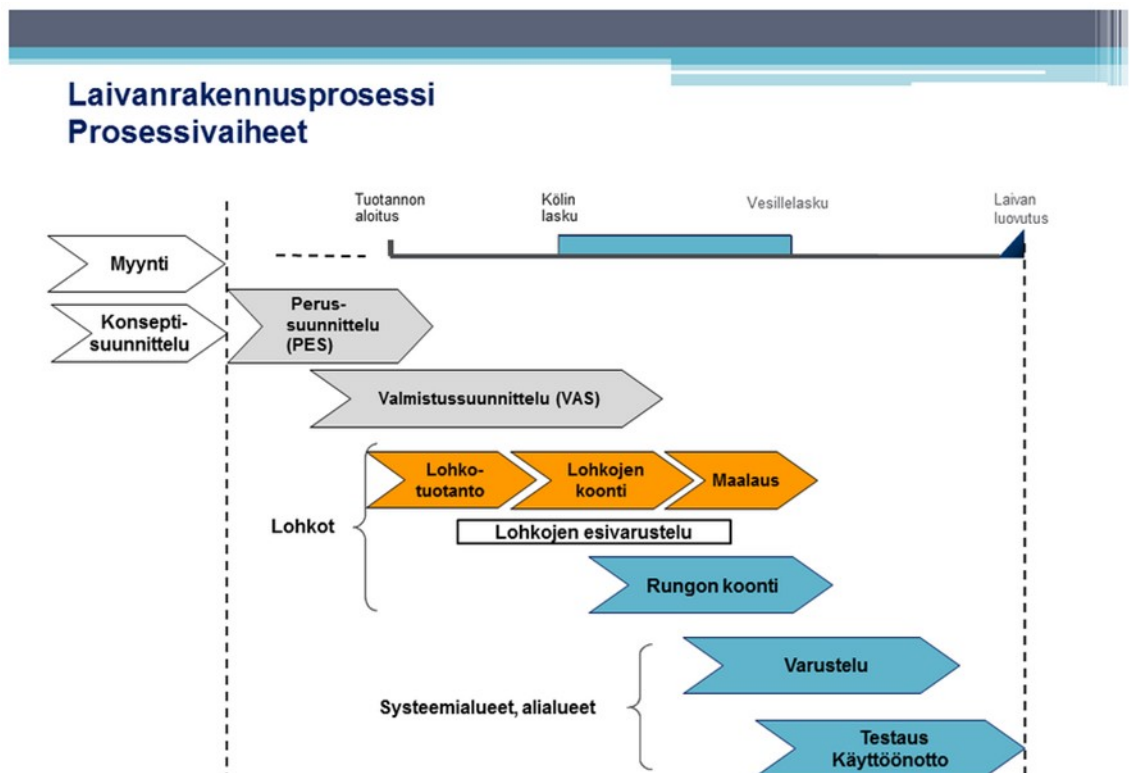 Laivanrakennusprosessi
Prosessivaiheet
Tuotannon
aloitus
Kölin
lasku
Vesillelasku
Laivan
luovutus
Myynti
Konsepti-
suunnittelu
Perus-
suunnittelu
(PES)
Valmistussuunnittelu (VAS)
Lohkot
Lohko-
tuotanto
Lohkojen
koonti
Maalaus
Lohkojen esivarustelu
Rungon koonti
Systeemialueet, alialueet
Varustelu
Testaus
Käyttöönotto